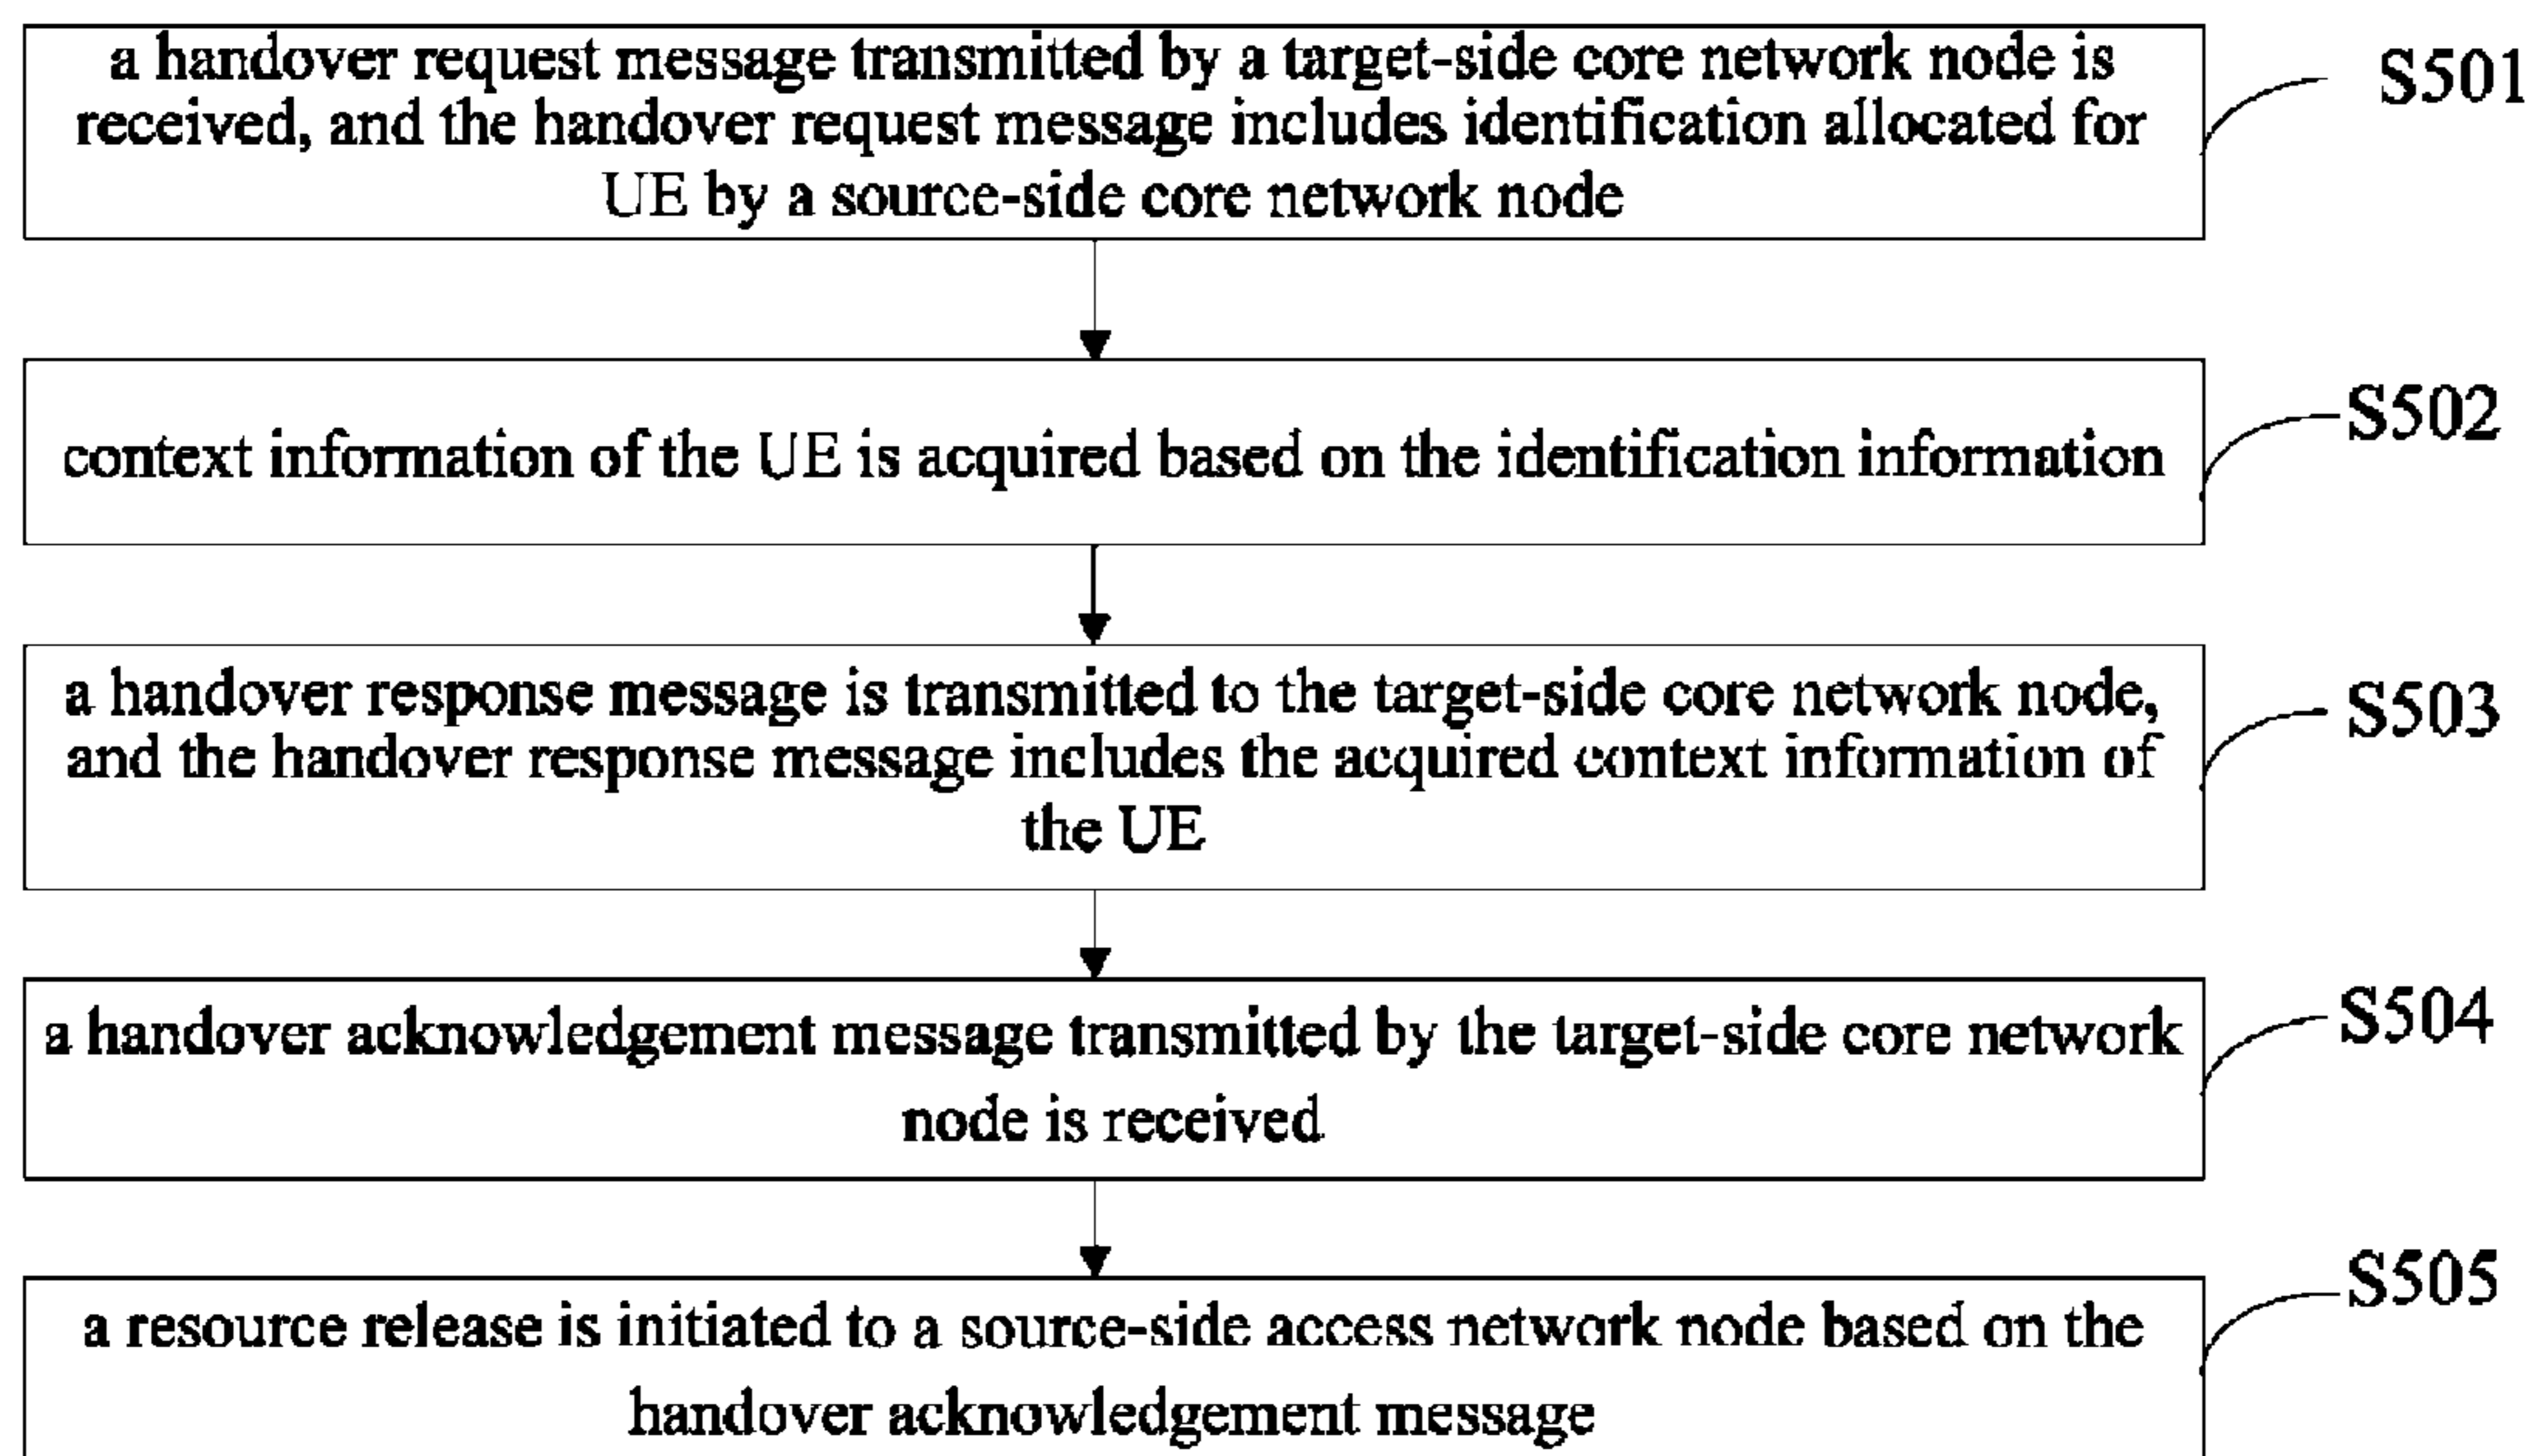 a handover request message transmitted by a target-side core network node is
received, and the handover request message includes identification allocated for
UE by a source-side core network node
S501
context information of the UE is acquired based on the identification information
S502
a handover response message is transmitted to the target-side core network node,
and the handover response message includes the acquired context information of
the UE
S503
a handover acknowledgement message transmitted by the target-side core network
node is received
S504
a resource release is initiated to a source-side access network node based on the
handover acknowledgement message
S505